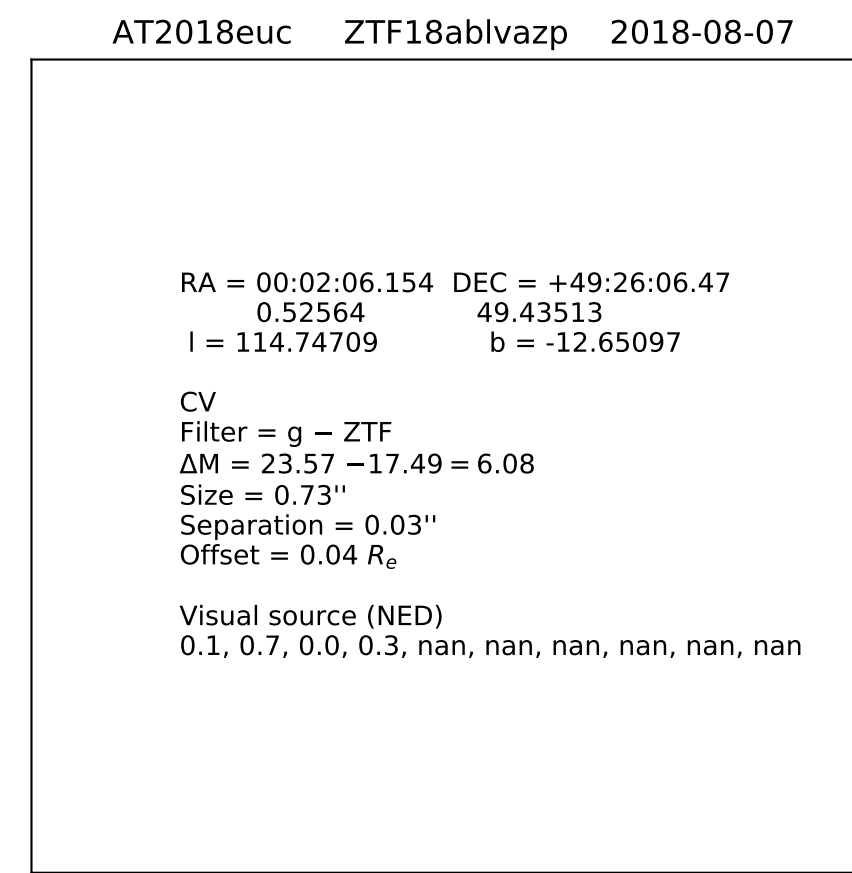 AT2018euc ZTF18ablvazp 2018-08-07
RA = 00:02:06.154 DEC = +49:26:06.47
0.52564 49.43513
l = 114.74709 b = -12.65097
CV
Filter = g − ZTF
ΔM = 23.57 −17.49 = 6.08
Size = 0.73''
Separation = 0.03''
Offset = 0.04 Rₑ
Visual source (NED)
0.1, 0.7, 0.0, 0.3, nan, nan, nan, nan, nan, nan